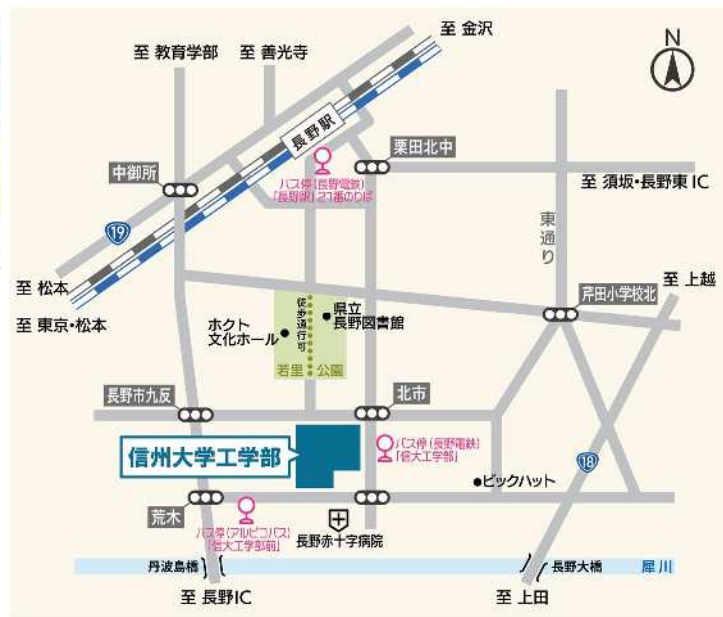 至 金沢
N
至 教育学部
至 善光寺
長野駅
栗田北中
中御所
バス停(長野電鉄)
「長野駅」21番のりば
至 須坂・長野東IC
19
東通り
至 松本
至 東京・松本
至 上越
芹田小学校北
徒歩通行可
県立
長野図書館
ホクト
文化ホール
若里 公園
長野市九反
北市
信州大学工学部
バス停(長野電鉄)
「信大工学部」
18
ビックハット
荒木
バス停(アルピコバス)
「信大工学部前」
長野赤十字病院
丹波島橋
長野大橋
犀川
至 長野IC
至 上田